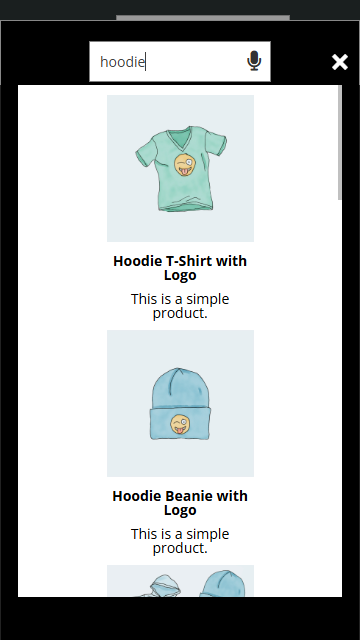 hoodie
Hoodie T-Shirt with
Logo
This is a simple
product.
Hoodie Beanie with
Logo
This is a simple
product.